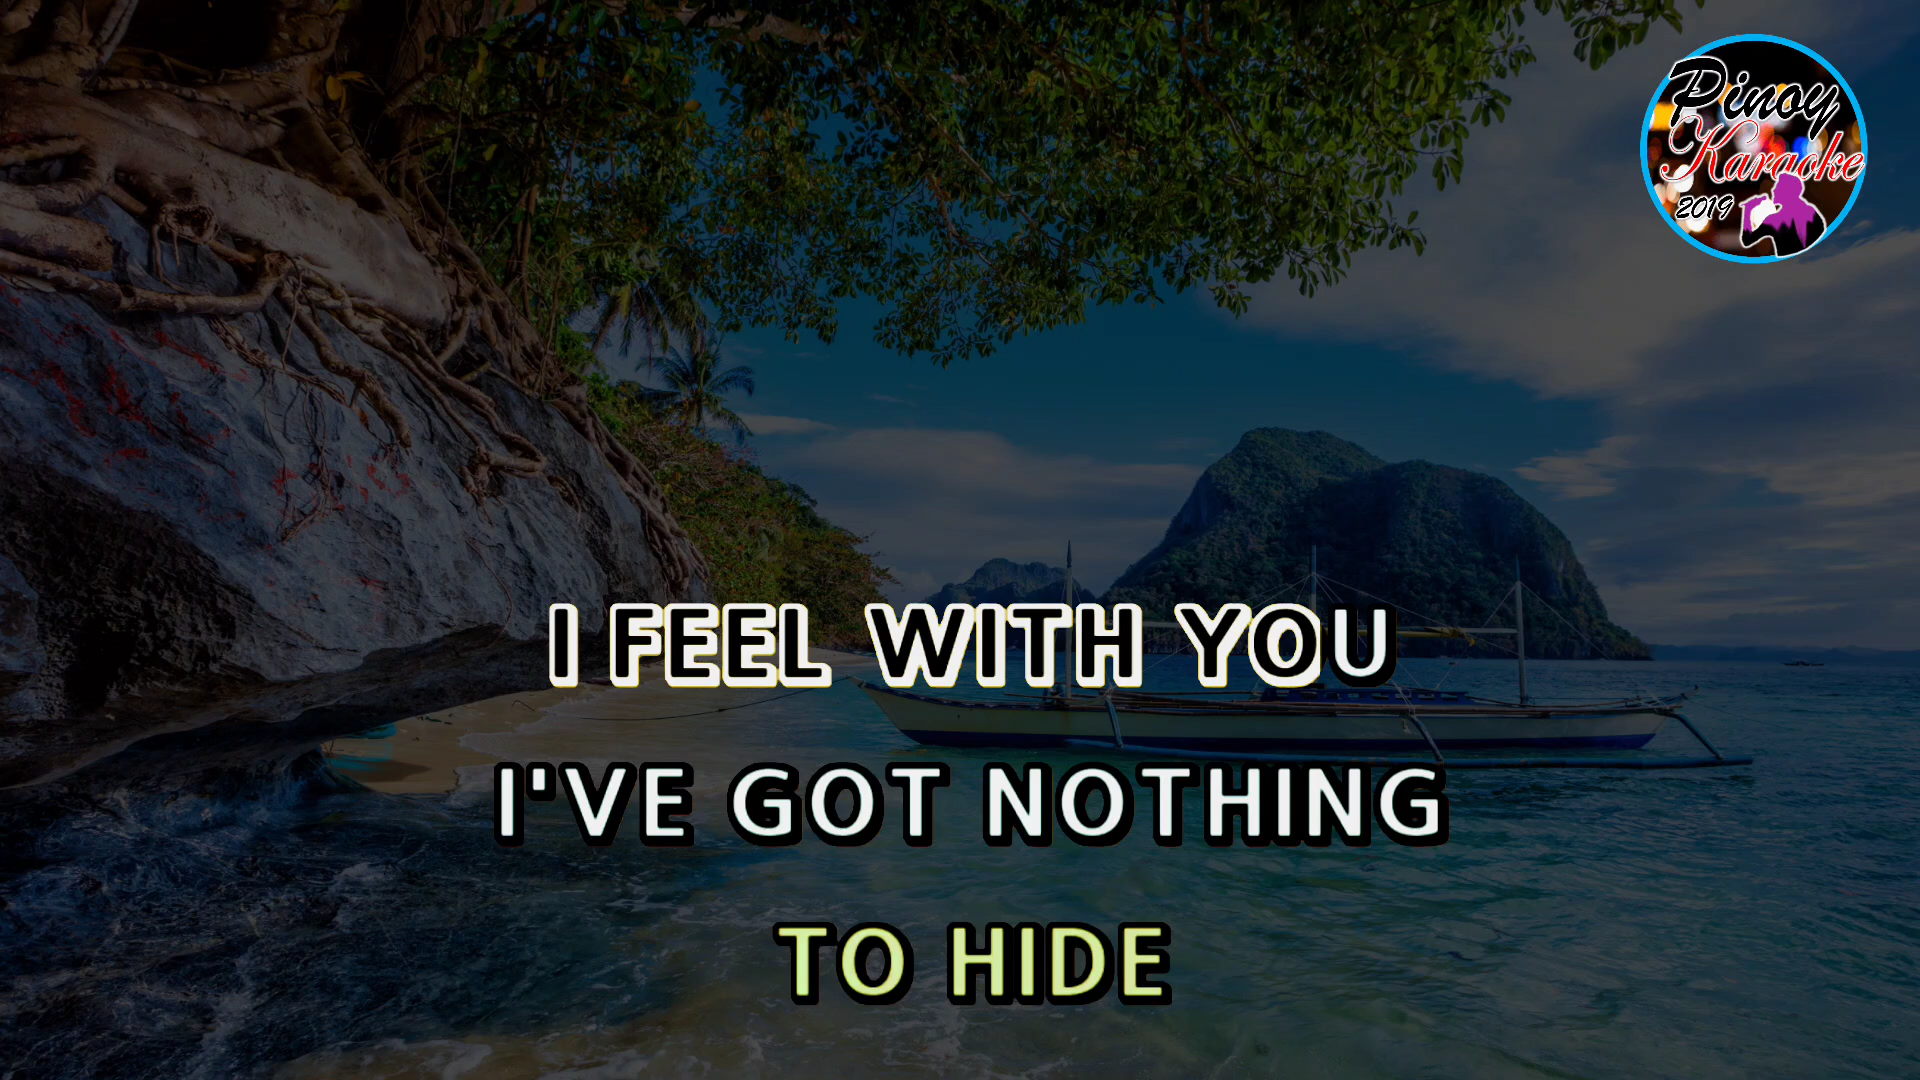 Pinoy
Karaoke
2019
I FEEL WITH YOU
I'VE GOT NOTHING
TO HIDE